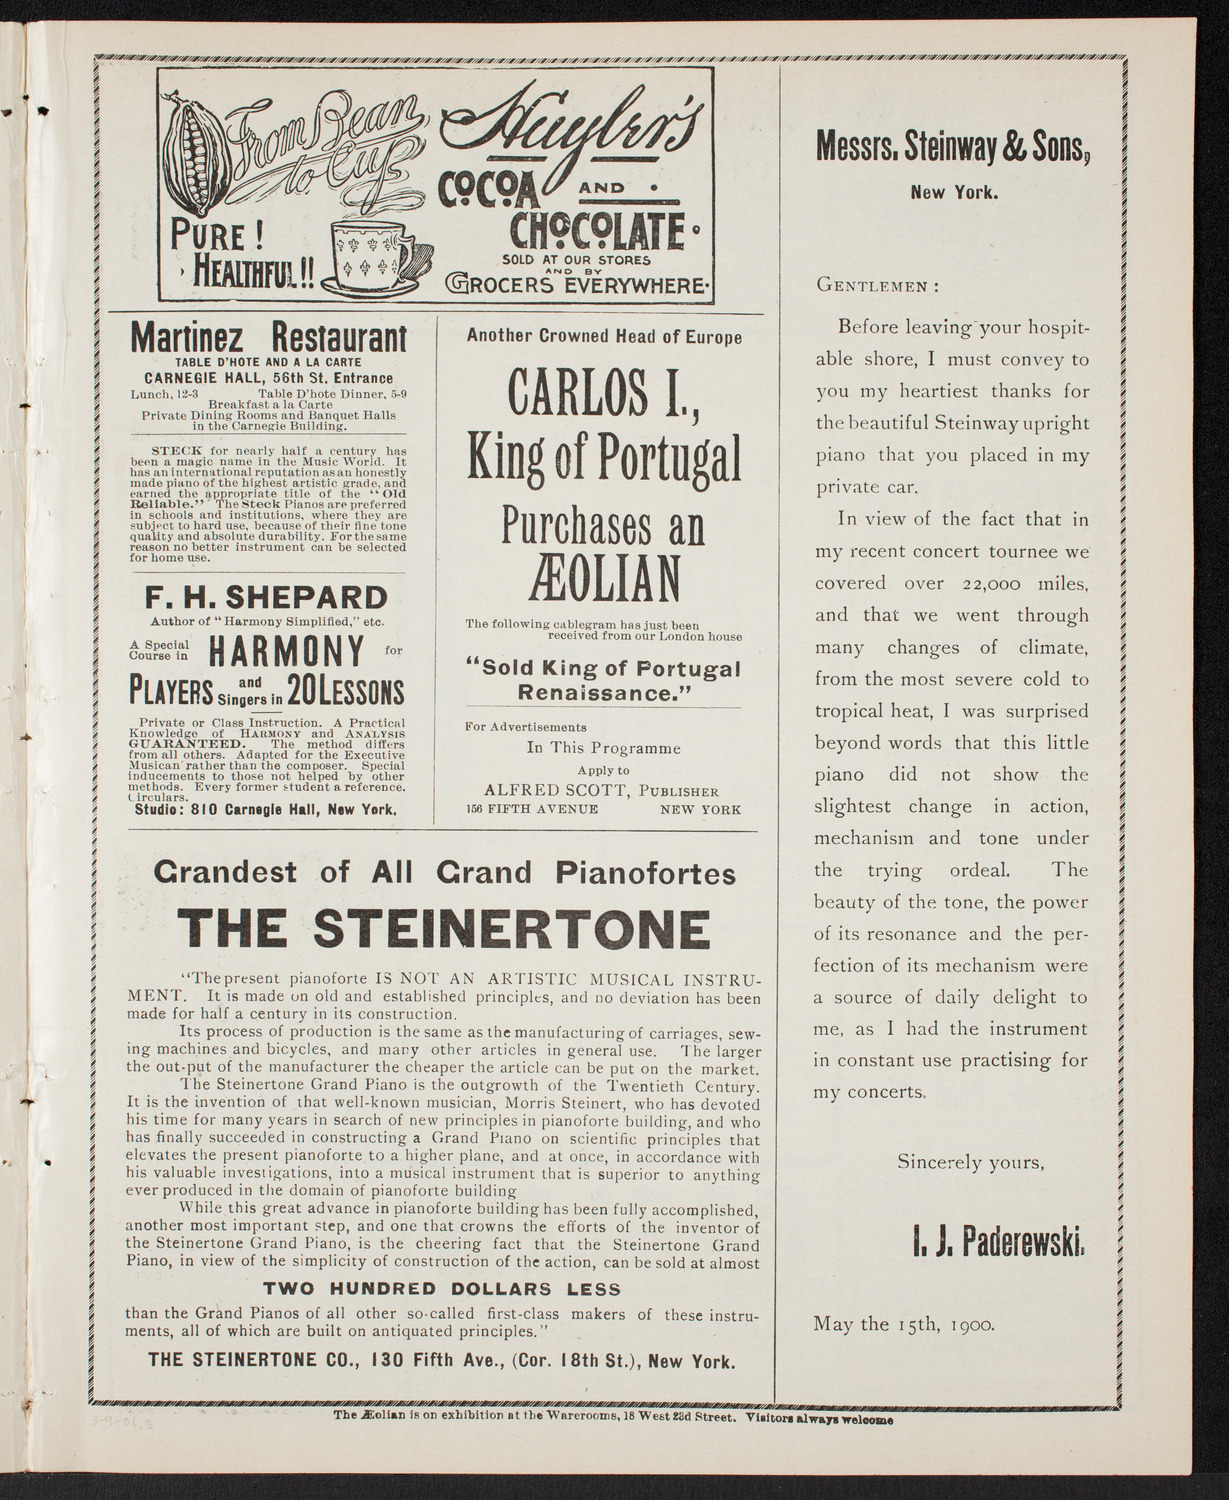 From Bean
to Cup
PURE!
HEALTHFUL!!
Huyler's
COCOA AND
CHOCOLATE
SOLD AT OUR STORES
AND BY
GROCERS EVERYWHERE.
Martinez Restaurant
TABLE D'HOTE AND A LA CARTE
CARNEGIE HALL, 56th St. Entrance
Lunch, 12-3 Table D'hote Dinner, 5-9
Breakfast a la Carte
Private Dining Rooms and Banquet Halls
in the Carnegie Building.
STECK for nearly half a century has
been a magic name in the Music World. It
has an international reputation as an honestly
made piano of the highest artistic grade, and
earned the appropriate title of the "Old
Reliable." The Steck Pianos are preferred
in schools and institutions, where they are
subject to hard use, because of their fine tone
quality and absolute durability. For the same
reason no better instrument can be selected
for home use.
F. H. SHEPARD
Author of "Harmony Simplified," etc.
A Special
Course in HARMONY for
PLAYERS and
Singers in 20 LESSONS
Private or Class Instruction. A Practical
Knowledge of HARMONY and ANALYSIS
GUARANTEED. The method differs
from all others. Adapted for the Executive
Musican rather than the composer. Special
inducements to those not helped by other
methods. Every former student a reference.
Circulars.
Studio: 810 Carnegie Hall, New York.
Another Crowned Head of Europe
CARLOS I.,
King of Portugal
Purchases an
ÆOLIAN
The following cablegram has just been
received from our London house
"Sold King of Portugal
Renaissance."
For Advertisements
In This Programme
Apply to
ALFRED SCOTT, PUBLISHER
156 FIFTH AVENUE NEW YORK
Grandest of All Grand Pianofortes
THE STEINERTONE
"The present pianoforte IS NOT AN ARTISTIC MUSICAL INSTRU-
MENT. It is made on old and established principles, and no deviation has been
made for half a century in its construction.
Its process of production is the same as the manufacturing of carriages, sew-
ing machines and bicycles, and many other articles in general use. The larger
the out-put of the manufacturer the cheaper the article can be put on the market.
The Steinertone Grand Piano is the outgrowth of the Twentieth Century.
It is the invention of that well-known musician, Morris Steinert, who has devoted
his time for many years in search of new principles in pianoforte building, and who
has finally succeeded in constructing a Grand Piano on scientific principles that
elevates the present pianoforte to a higher plane, and at once, in accordance with
his valuable investigations, into a musical instrument that is superior to anything
ever produced in the domain of pianoforte building
While this great advance in pianoforte building has been fully accomplished,
another most important step, and one that crowns the efforts of the inventor of
the Steinertone Grand Piano, is the cheering fact that the Steinertone Grand
Piano, in view of the simplicity of construction of the action, can be sold at almost
TWO HUNDRED DOLLARS LESS
than the Grand Pianos of all other so-called first-class makers of these instru-
ments, all of which are built on antiquated principles."
THE STEINERTONE CO., 130 Fifth Ave., (Cor. 18th St.), New York.
Messrs. Steinway & Sons,
New York.
GENTLEMEN:
Before leaving your hospit-
able shore, I must convey to
you my heartiest thanks for
the beautiful Steinway upright
piano that you placed in my
private car.
In view of the fact that in
my recent concert tournee we
covered over 22,000 miles,
and that we went through
many changes of climate,
from the most severe cold to
tropical heat, I was surprised
beyond words that this little
piano did not show the
slightest change in action,
mechanism and tone under
the trying ordeal. The
beauty of the tone, the power
of its resonance and the per-
fection of its mechanism were
a source of daily delight to
me, as I had the instrument
in constant use practising for
my concerts.
Sincerely yours,
I. J. Paderewski.
May the 15th, 1900.
The Æolian is on exhibition at the Warerooms, 18 West 23d Street. Visitors always welcome